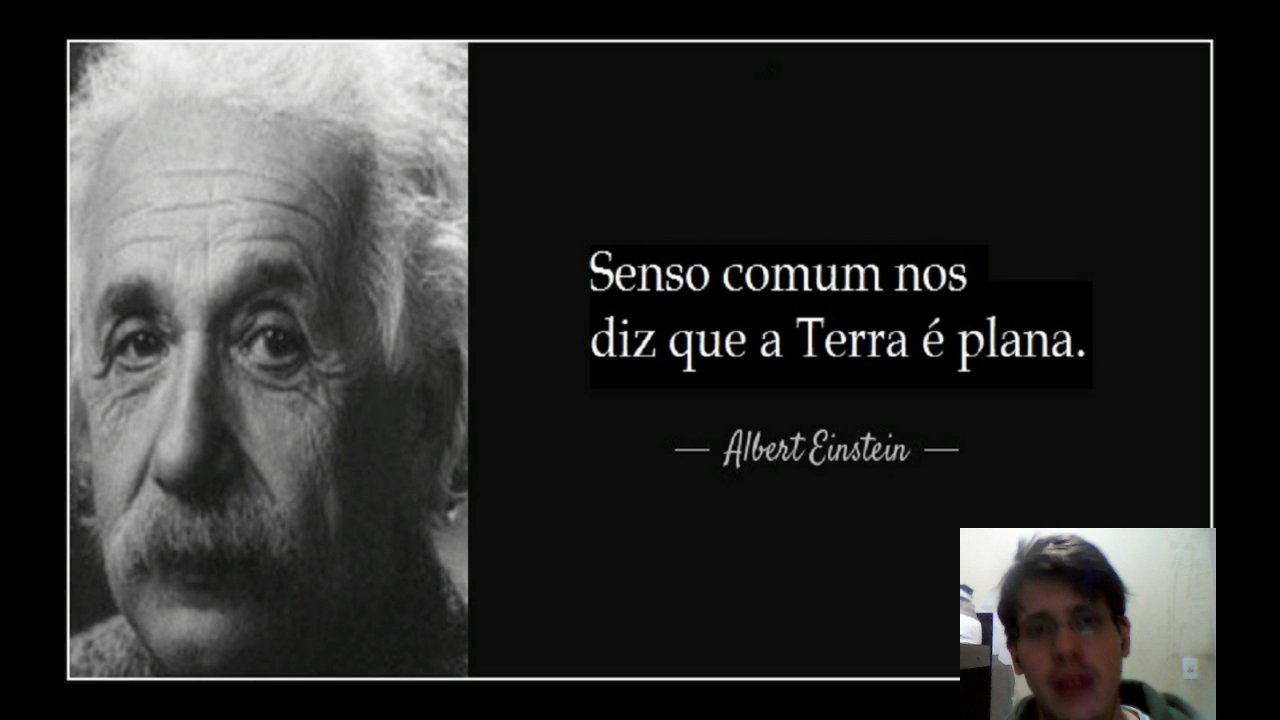 Senso comum nos
diz que a Terra é plana.
— Albert Einstein —